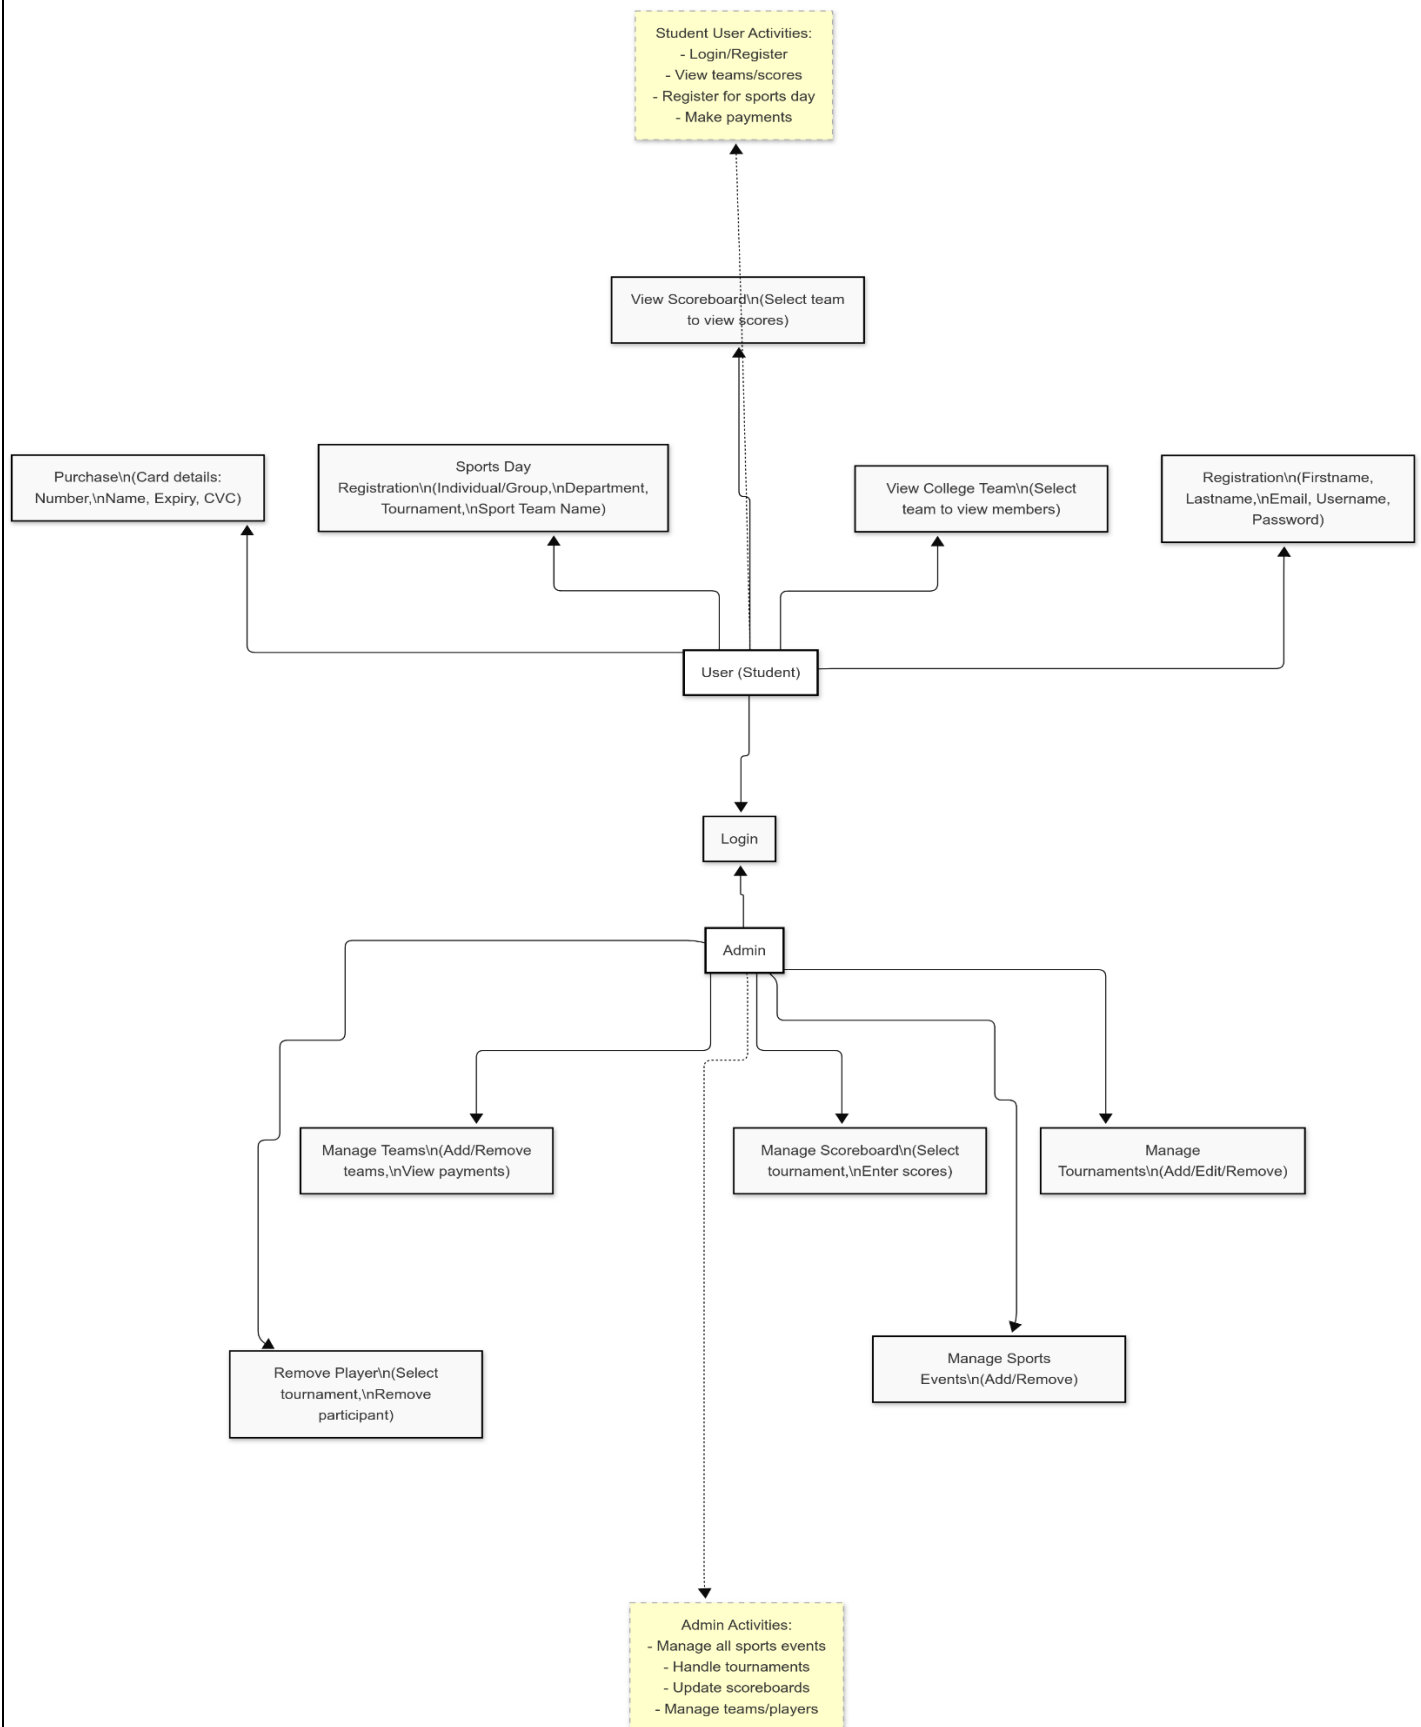 Student User Activities:
- Login/Register
- View teams/scores
- Register for sports day
- Make payments
View Scoreboard\n(Select team
to view scores)
Purchase\n(Card details:
Number,\nName, Expiry, CVC)
Sports Day
Registration\n(Individual/Group,\nDepartment,
Tournament,\nSport Team Name)
View College Team\n(Select
team to view members)
Registration\n(Firstname,
Lastname,\nEmail, Username,
Password)
User (Student)
Login
Admin
Manage Teams\n(Add/Remove
teams,\nView payments)
Manage Scoreboard\n(Select
tournament,\nEnter scores)
Manage
Tournaments\n(Add/Edit/Remove)
Remove Player\n(Select
tournament,\nRemove
participant)
Manage Sports
Events\n(Add/Remove)
Admin Activities:
- Manage all sports events
- Handle tournaments
- Update scoreboards
- Manage teams/players